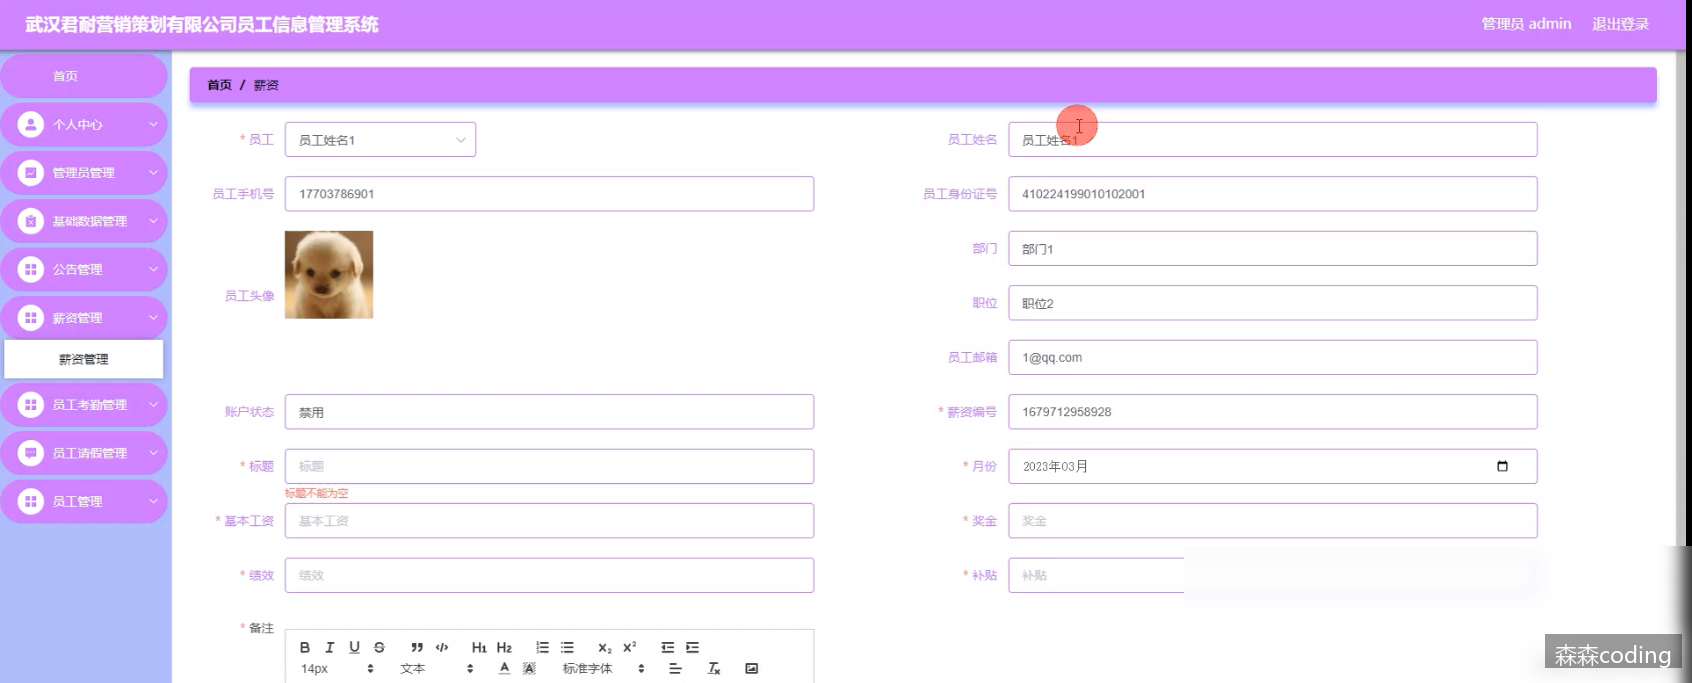 武汉君耐营销策划有限公司员工信息管理系统
管理员 admin 退出登录
首页
个人中心
管理员管理
基础数据管理
公告管理
薪资管理
薪资管理
员工考勤管理
员工请假管理
员工管理
首页 / 薪资
* 员工 员工姓名1
员工姓名 员工姓名1
员工手机号 17703786901
员工身份证号 410224199010102001
员工头像
部门 部门1
职位 职位2
员工邮箱 1@qq.com
账户状态 禁用
* 薪资编号 1679712958928
* 标题 标题
标题不能为空
* 月份 2023年03月
* 基本工资 基本工资
* 奖金 奖金
* 绩效 绩效
* 补贴 补贴
* 备注
B I U S ” </> H1 H2 x₂ x²
14px 文本 A A 标准字体 Tx
森森coding